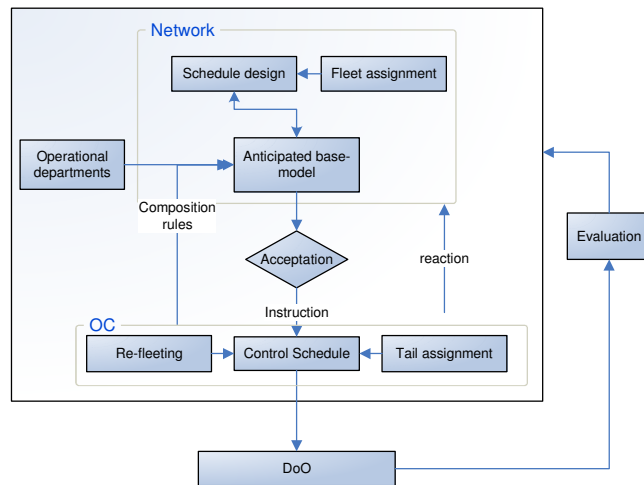 Network
Schedule design
Fleet assignment
Operational
departments
Anticipated base-
model
Composition
rules
Acceptation
reaction
Evaluation
Instruction
OC
Re-fleeting
Control Schedule
Tail assignment
DoO